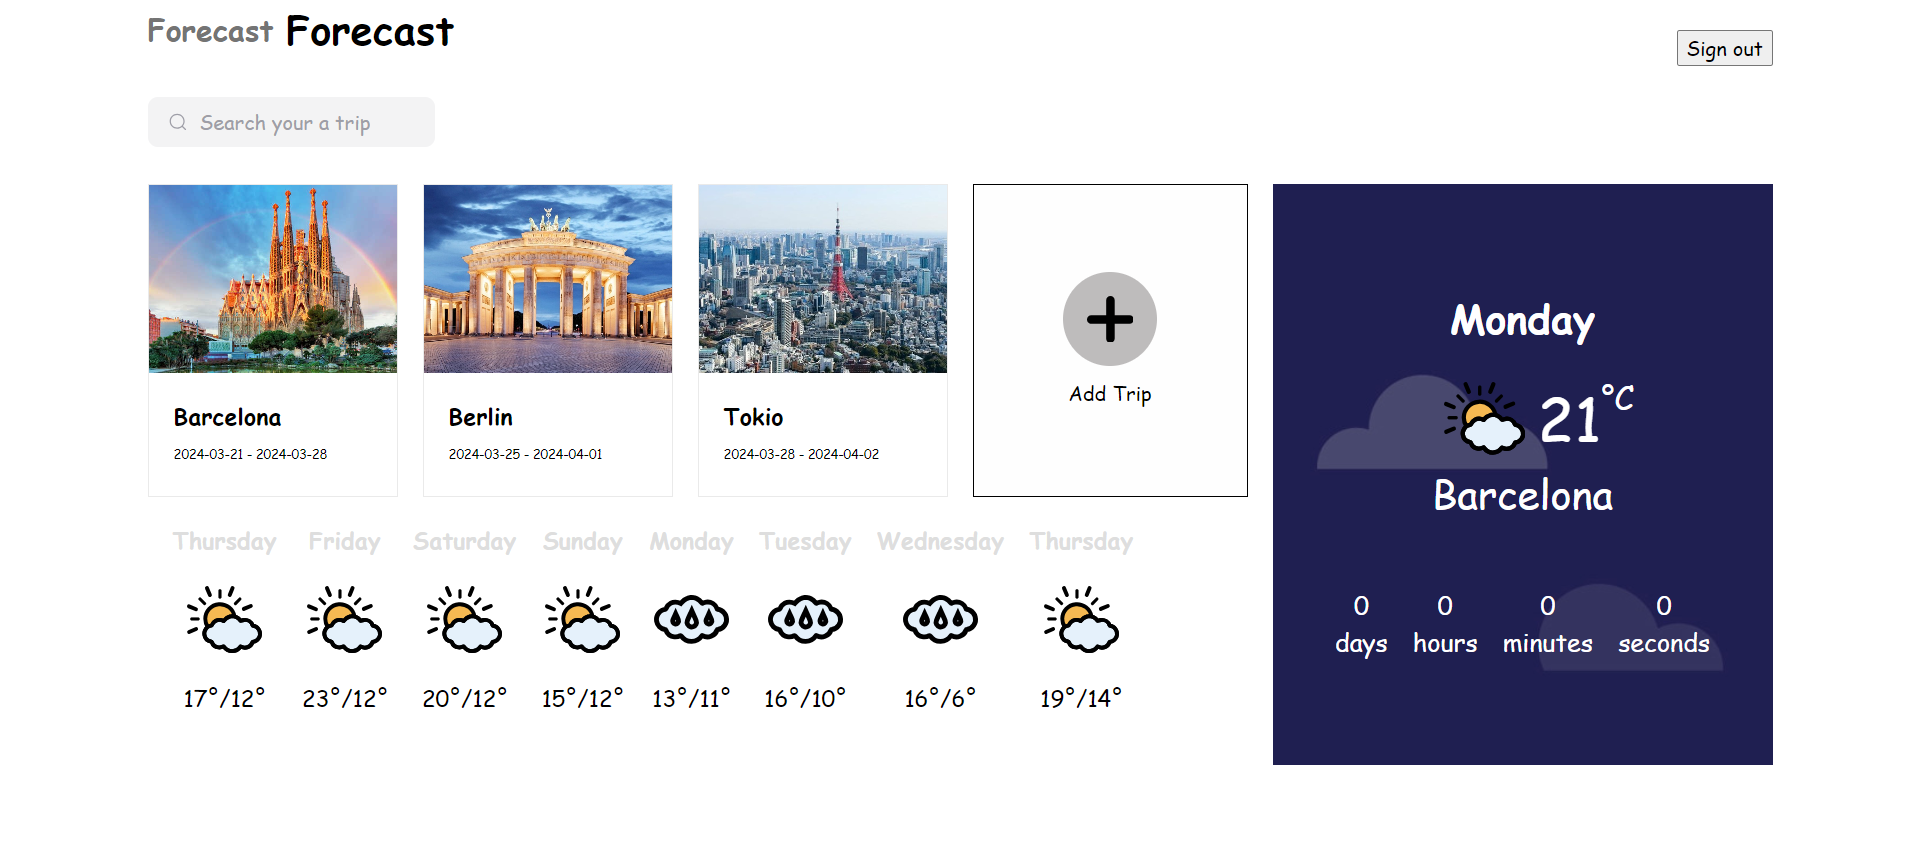 Forecast Forecast
Sign out
Search your a trip
Barcelona
2024-03-21 - 2024-03-28
Berlin
2024-03-25 - 2024-04-01
Tokio
2024-03-28 - 2024-04-02
Add Trip
Thursday Friday Saturday Sunday Monday Tuesday Wednesday Thursday
17°/12° 23°/12° 20°/12° 15°/12° 13°/11° 16°/10° 16°/6° 19°/14°
Monday
21°C
Barcelona
0 0 0 0
days hours minutes seconds